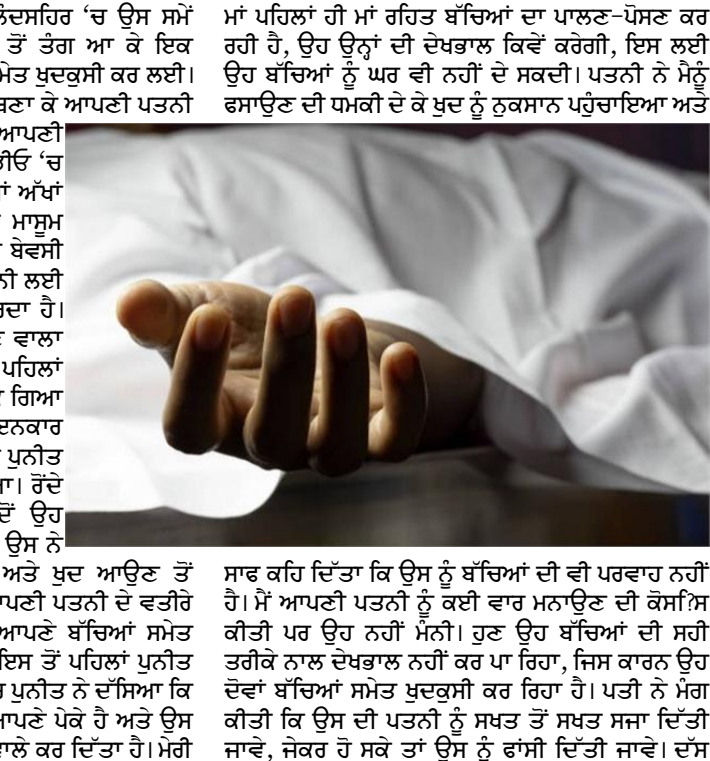 ਲੰਦਸਹਿਰ ‘ਚ ਉਸ ਸਮੇਂ
ਤੋਂ ਤੰਗ ਆ ਕੇ ਇਕ
ਮੇਤ ਖੁਦਕੁਸੀ ਕਰ ਲਈ।
ਬਣਾ ਕੇ ਆਪਣੀ ਪਤਨੀ
ਆਪਣੀ
ਡੀਓ ‘ਚ
ਅੱਖਾਂ
ਮਾਸੂਮ
ਬੇਵਸੀ
ਨੀ ਲਈ
ਰਦਾ ਹੈ।
ਵਾਲਾ
ਪਹਿਲਾਂ
ਗਿਆ
ਇਨਕਾਰ
ਪੁਨੀਤ
ਆ। ਰੋਂਦੇ
ਦੋਂ ਉਹ
ਉਸ ਨੇ
ਅਤੇ ਖੁਦ ਆਉਣ ਤੋਂ
ਾਪਣੀ ਪਤਨੀ ਦੇ ਵਤੀਰੇ
ਆਪਣੇ ਬੱਚਿਆਂ ਸਮੇਤ
ਇਸ ਤੋਂ ਪਹਿਲਾਂ ਪੁਨੀਤ
ਪੁਨੀਤ ਨੇ ਦੱਸਿਆ ਕਿ
ਆਪਣੇ ਪੇਕੇ ਹੈ ਅਤੇ ਉਸ
ਵਾਲੇ ਕਰ ਦਿੱਤਾ ਹੈ। ਮੇਰੀ
ਮਾਂ ਪਹਿਲਾਂ ਹੀ ਮਾਂ ਰਹਿਤ ਬੱਚਿਆਂ ਦਾ ਪਾਲਣ-ਪੋਸਣ ਕਰ
ਰਹੀ ਹੈ, ਉਹ ਉਨ੍ਹਾਂ ਦੀ ਦੇਖਭਾਲ ਕਿਵੇਂ ਕਰੇਗੀ, ਇਸ ਲਈ
ਉਹ ਬੱਚਿਆਂ ਨੂੰ ਘਰ ਵੀ ਨਹੀਂ ਦੇ ਸਕਦੀ। ਪਤਨੀ ਨੇ ਮੈਨੂੰ
ਫਸਾਉਣ ਦੀ ਧਮਕੀ ਦੇ ਕੇ ਖੁਦ ਨੂੰ ਨੁਕਸਾਨ ਪਹੁੰਚਾਇਆ ਅਤੇ
ਸਾਫ ਕਹਿ ਦਿੱਤਾ ਕਿ ਉਸ ਨੂੰ ਬੱਚਿਆਂ ਦੀ ਵੀ ਪਰਵਾਹ ਨਹੀਂ
ਹੈ। ਮੈਂ ਆਪਣੀ ਪਤਨੀ ਨੂੰ ਕਈ ਵਾਰ ਮਨਾਉਣ ਦੀ ਕੋਸ?ਿਸ
ਕੀਤੀ ਪਰ ਉਹ ਨਹੀਂ ਮੰਨੀ। ਹੁਣ ਉਹ ਬੱਚਿਆਂ ਦੀ ਸਹੀ
ਤਰੀਕੇ ਨਾਲ ਦੇਖਭਾਲ ਨਹੀਂ ਕਰ ਪਾ ਰਿਹਾ, ਜਿਸ ਕਾਰਨ ਉਹ
ਦੋਵਾਂ ਬੱਚਿਆਂ ਸਮੇਤ ਖੁਦਕੁਸੀ ਕਰ ਰਿਹਾ ਹੈ। ਪਤੀ ਨੇ ਮੰਗ
ਕੀਤੀ ਕਿ ਉਸ ਦੀ ਪਤਨੀ ਨੂੰ ਸਖਤ ਤੋਂ ਸਖਤ ਸਜਾ ਦਿੱਤੀ
ਜਾਵੇ, ਜੇਕਰ ਹੋ ਸਕੇ ਤਾਂ ਉਸ ਨੂੰ ਫਾਂਸੀ ਦਿੱਤੀ ਜਾਵੇ। ਦੱਸ